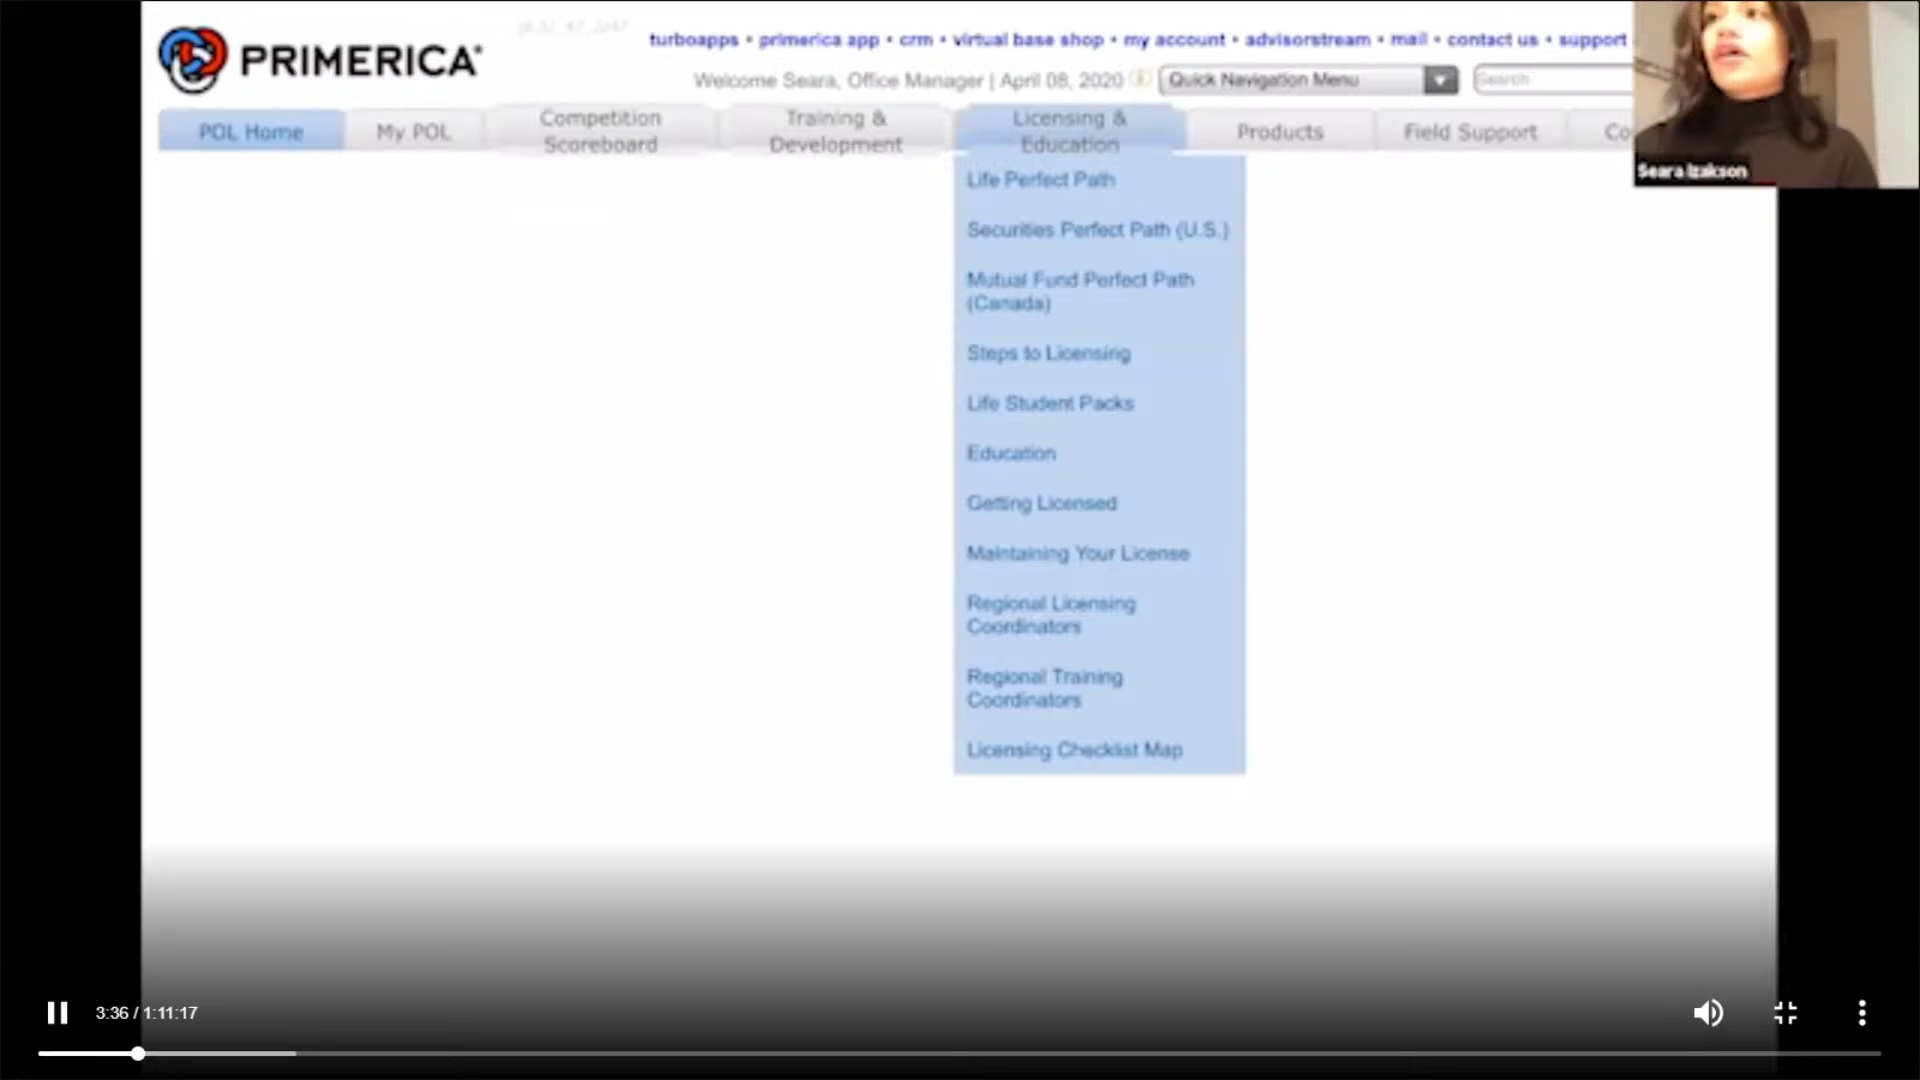 PRIMERICA
turboapps • primerica app • crm • virtual base shop • my account • advisorstream • mail • contact us • support
Welcome Seara, Office Manager | April 08, 2020
Quick Navigation Menu
Search
POL Home
My POL
Competition
Scoreboard
Training &
Development
Licensing &
Education
Products
Field Support
Co
Seara Izakson
Life Perfect Path
Securities Perfect Path (U.S.)
Mutual Fund Perfect Path
(Canada)
Steps to Licensing
Life Student Packs
Education
Getting Licensed
Maintaining Your License
Regional Licensing
Coordinators
Regional Training
Coordinators
Licensing Checklist Map
3:36 / 1:11:17